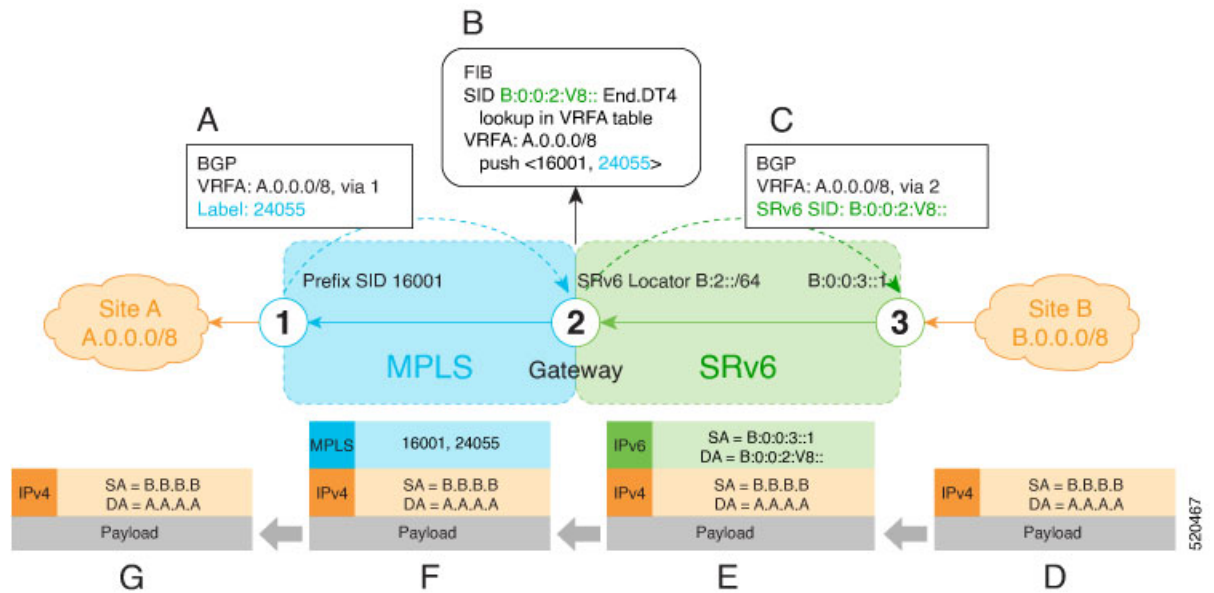 B
FIB
SID B:0:0:2:V8:: End.DT4
lookup in VRFA table
VRFA: A.0.0.0/8
push <16001, 24055>
A
BGP
VRFA: A.0.0.0/8, via 1
Label: 24055
C
BGP
VRFA: A.0.0.0/8, via 2
SRv6 SID: B:0:0:2:V8::
Prefix SID 16001
SRv6 Locator B:2::/64
B:0:0:3::1
Site A
A.0.0.0/8
1
2
3
Site B
B.0.0.0/8
MPLS
Gateway
SRv6
IPv4
SA = B.B.B.B
DA = A.A.A.A
Payload
G
MPLS
16001, 24055
IPv4
SA = B.B.B.B
DA = A.A.A.A
Payload
F
IPv6
SA = B:0:0:3::1
DA = B:0:0:2:V8::
IPv4
SA = B.B.B.B
DA = A.A.A.A
Payload
E
IPv4
SA = B.B.B.B
DA = A.A.A.A
Payload
D
520467